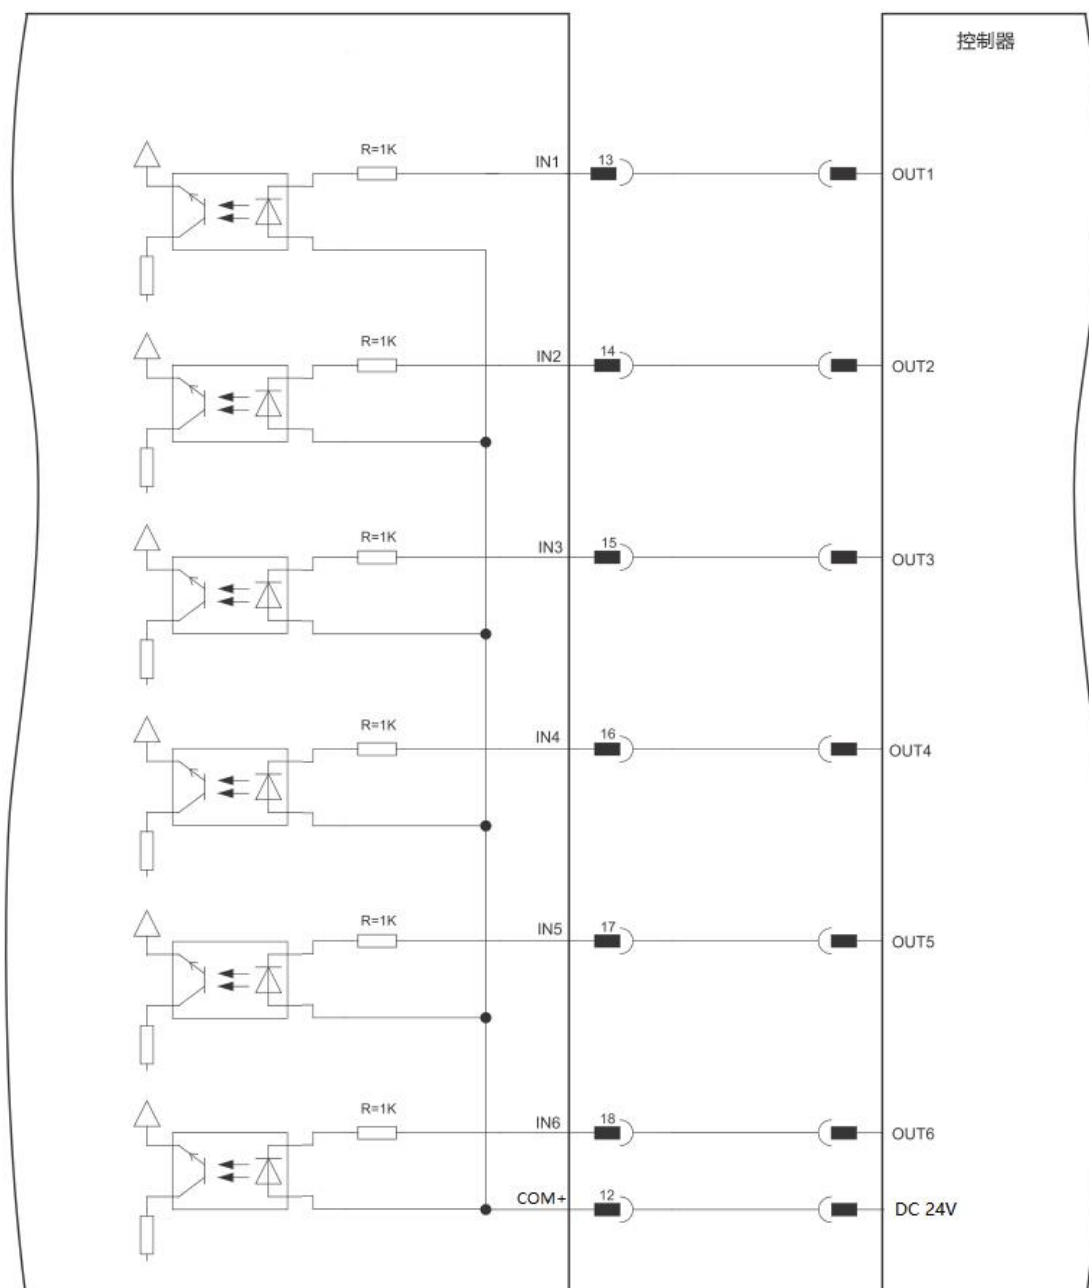 控制器
R=1K IN1 13 OUT1
R=1K IN2 14 OUT2
R=1K IN3 15 OUT3
R=1K IN4 16 OUT4
R=1K IN5 17 OUT5
R=1K IN6 18 OUT6
COM+ 12 DC 24V